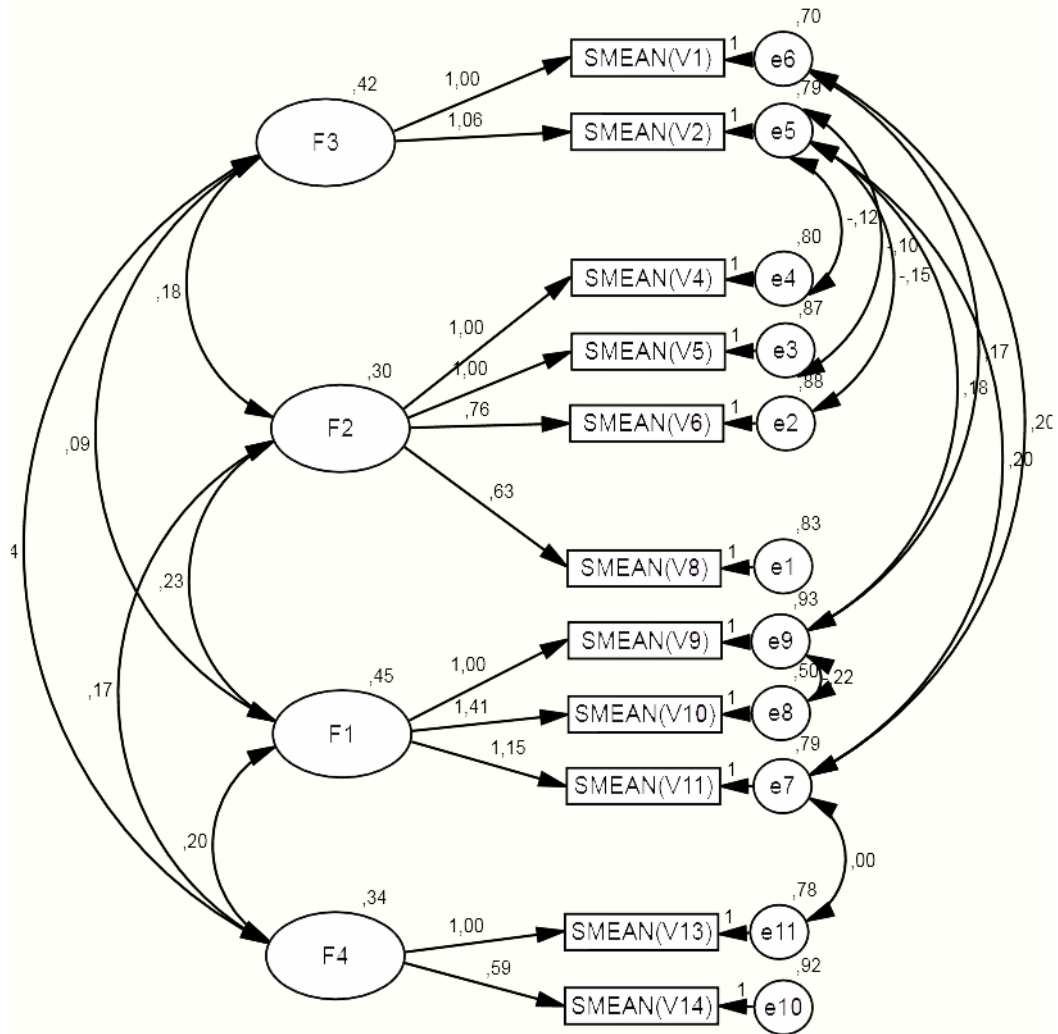 ,70
SMEAN(V1)
1
e6
,42
1,00
,79
F3
1,06
SMEAN(V2)
1
e5
-,12
,80
-,10
SMEAN(V4)
1
e4
-,15
,18
1,00
,87
SMEAN(V5)
1
e3
,30
1,00
,17
,88
,18
F2
,76
SMEAN(V6)
1
e2
,09
,20
,20
,63
,83
4
SMEAN(V8)
1
e1
,23
,93
SMEAN(V9)
1
e9
,17
,45
1,00
,50
,22
F1
1,41
SMEAN(V10)
1
e8
1,15
,79
SMEAN(V11)
1
e7
,20
,00
,34
,78
1,00
SMEAN(V13)
1
e11
F4
,59
,92
SMEAN(V14)
1
e10